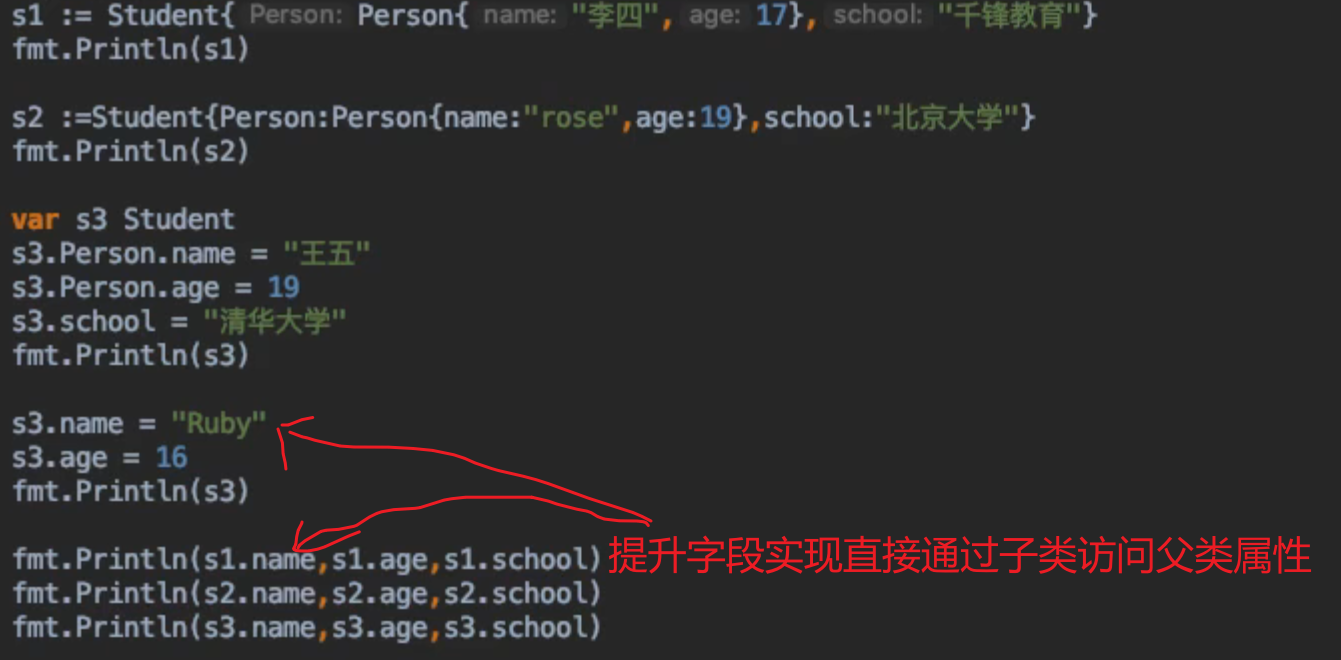 s1 := Student{ Person: Person{ name: "李四", age: 17}, school: "千锋教育"}
fmt.Println(s1)
s2 :=Student{Person:Person{name:"rose",age:19},school:"北京大学"}
fmt.Println(s2)
var s3 Student
s3.Person.name = "王五"
s3.Person.age = 19
s3.school = "清华大学"
fmt.Println(s3)
s3.name = "Ruby"
s3.age = 16
fmt.Println(s3)
fmt.Println(s1.name,s1.age,s1.school) 提升字段实现直接通过子类访问父类属性
fmt.Println(s2.name,s2.age,s2.school)
fmt.Println(s3.name,s3.age,s3.school)